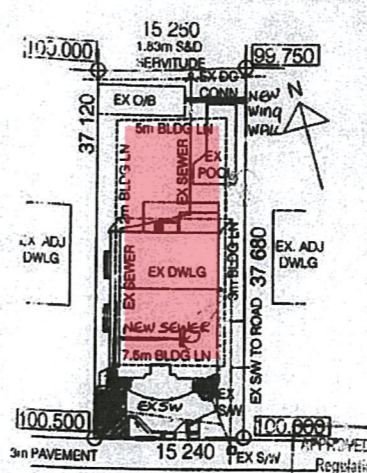 15 250
1.83m S&D
SERVITUDE
100.000
99.750
EX DG
CONN
EX O/B
NEW
WING
WALL
N
37 120
5m BLDG LN
EX SEWER
EX
POOL
3m BLDG LN
EX ADJ
DWLG
EX SEWER
EX DWLG
3m BLDG LN
37 680
EX. ADJ
DWLG
NEW SEWER
7.5m BLDG LN
EX S/W TO ROAD
EX SW
EX
S/W
100.500
100.000
3m PAVEMENT
15 240
EX S/W
APPROVED